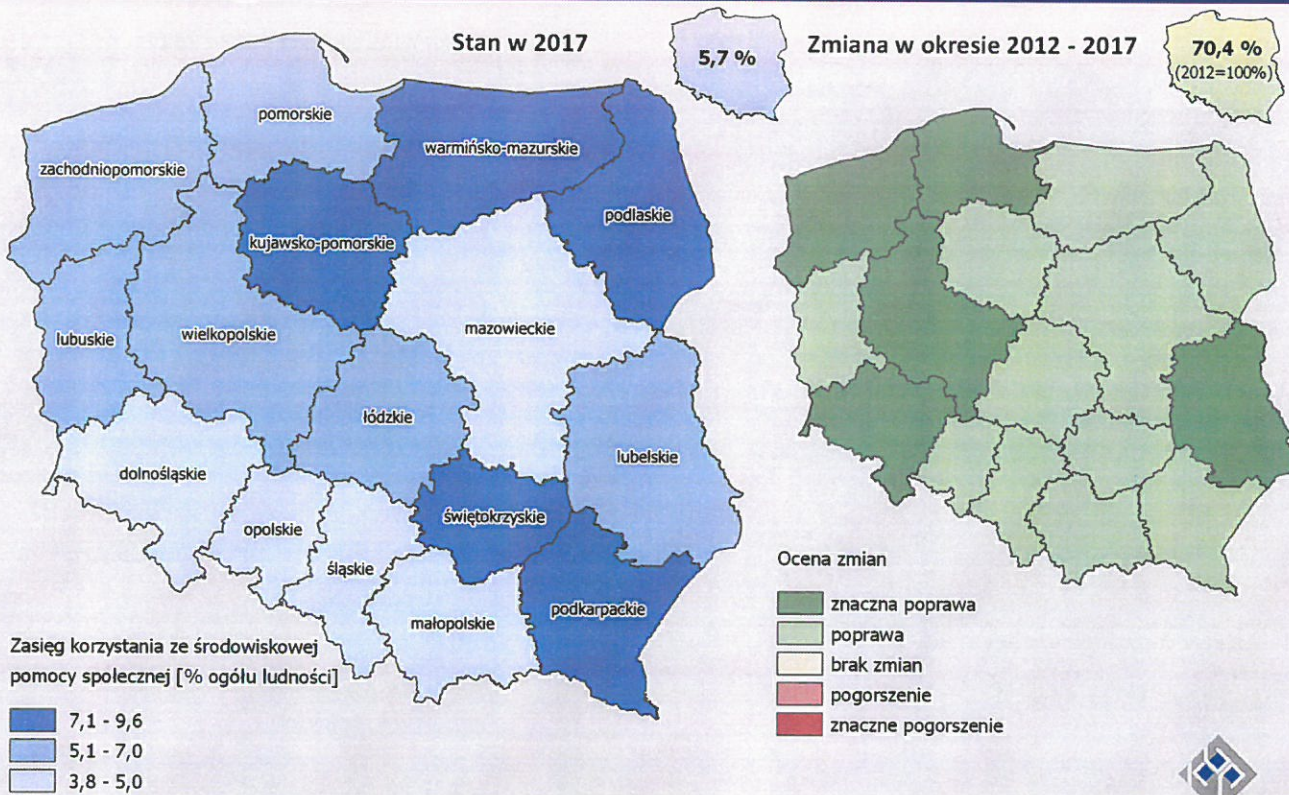 Stan w 2017
5,7 %
Zmiana w okresie 2012 - 2017
70,4 %
(2012=100%)
pomorskie
warmińsko-mazurskie
zachodniopomorskie
podlaskie
kujawsko-pomorskie
mazowieckie
lubuskie
wielkopolskie
łódzkie
lubelskie
dolnośląskie
opolskie
świętokrzyskie
śląskie
podkarpackie
małopolskie
Zasięg korzystania ze środowiskowej
pomocy społecznej [% ogółu ludności]
7,1 - 9,6
5,1 - 7,0
3,8 - 5,0
Ocena zmian
znaczna poprawa
poprawa
brak zmian
pogorszenie
znaczne pogorszenie